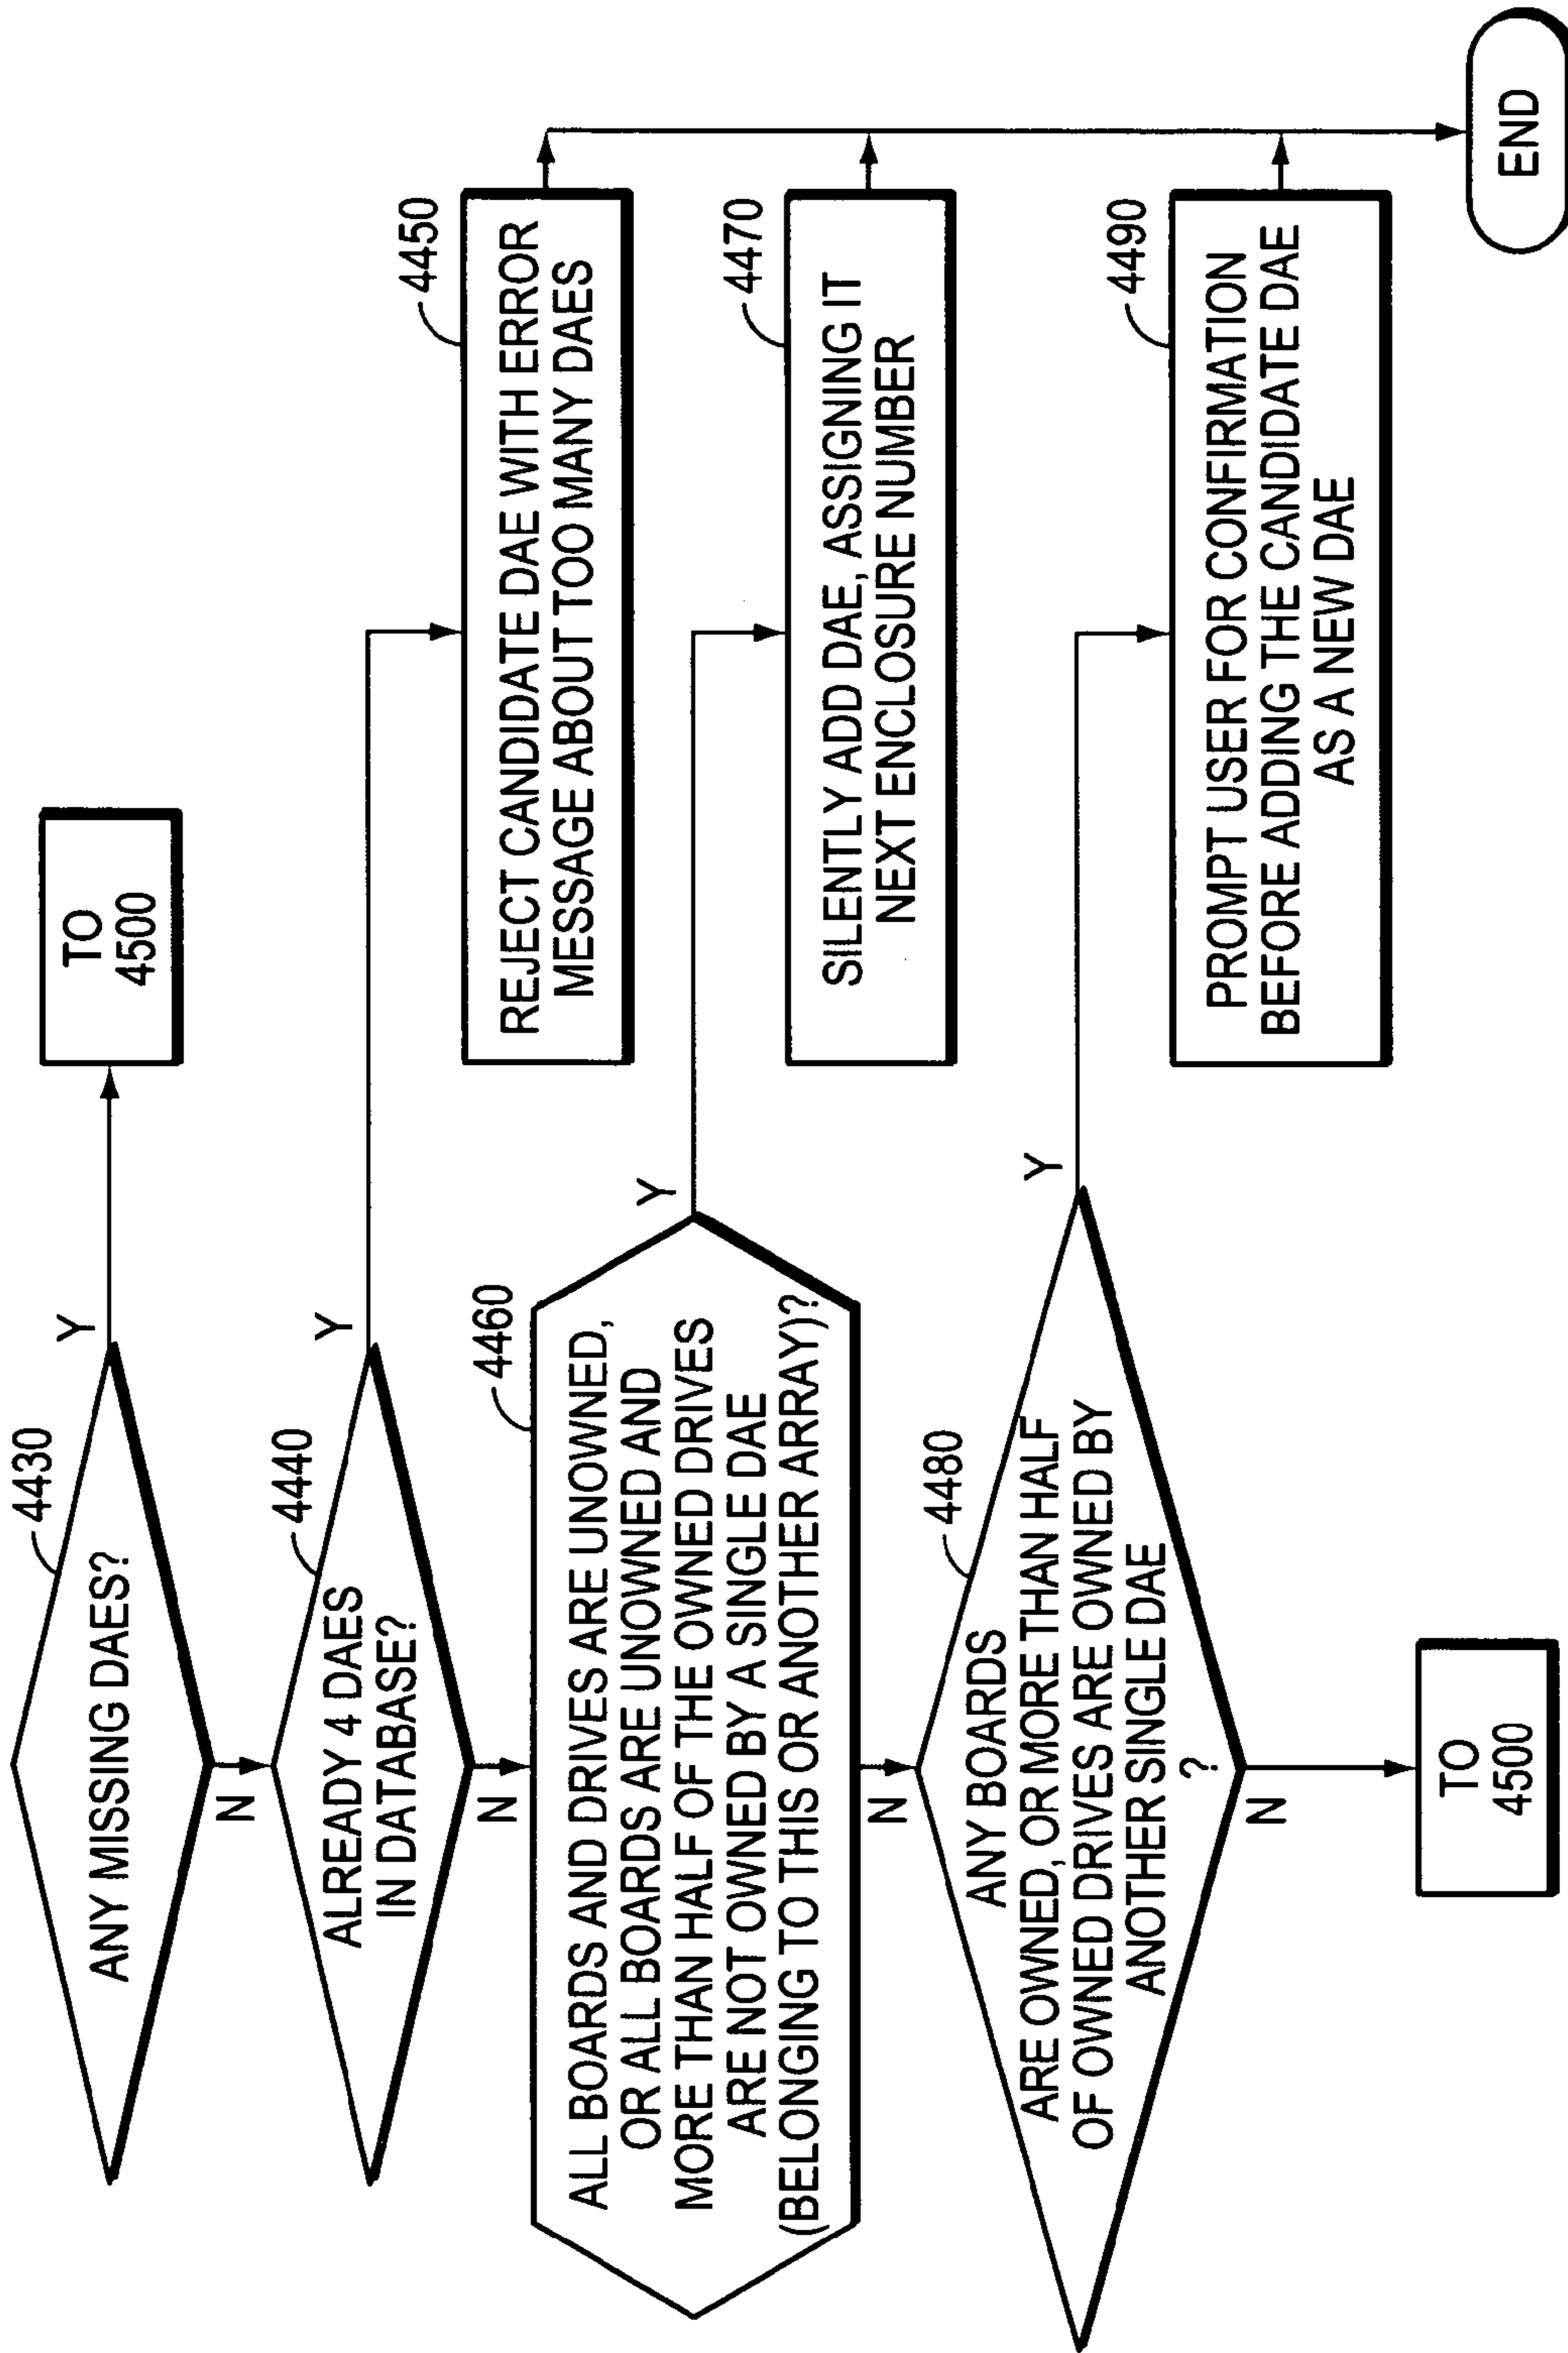 4430
ANY MISSING DAES?
Y
TO
4500
N
4440
ALREADY 4 DAES
IN DATABASE?
Y
4450
REJECT CANDIDATE DAE WITH ERROR
MESSAGE ABOUT TOO MANY DAES
N
4460
ALL BOARDS AND DRIVES ARE UNOWNED,
OR ALL BOARDS ARE UNOWNED AND
MORE THAN HALF OF THE OWNED DRIVES
ARE NOT OWNED BY A SINGLE DAE
(BELONGING TO THIS OR ANOTHER ARRAY)?
Y
4470
SILENTLY ADD DAE, ASSIGNING IT
NEXT ENCLOSURE NUMBER
N
4480
ANY BOARDS
ARE OWNED, OR MORE THAN HALF
OF OWNED DRIVES ARE OWNED BY
ANOTHER SINGLE DAE
?
Y
4490
PROMPT USER FOR CONFIRMATION
BEFORE ADDING THE CANDIDATE DAE
AS A NEW DAE
N
TO
4500
END